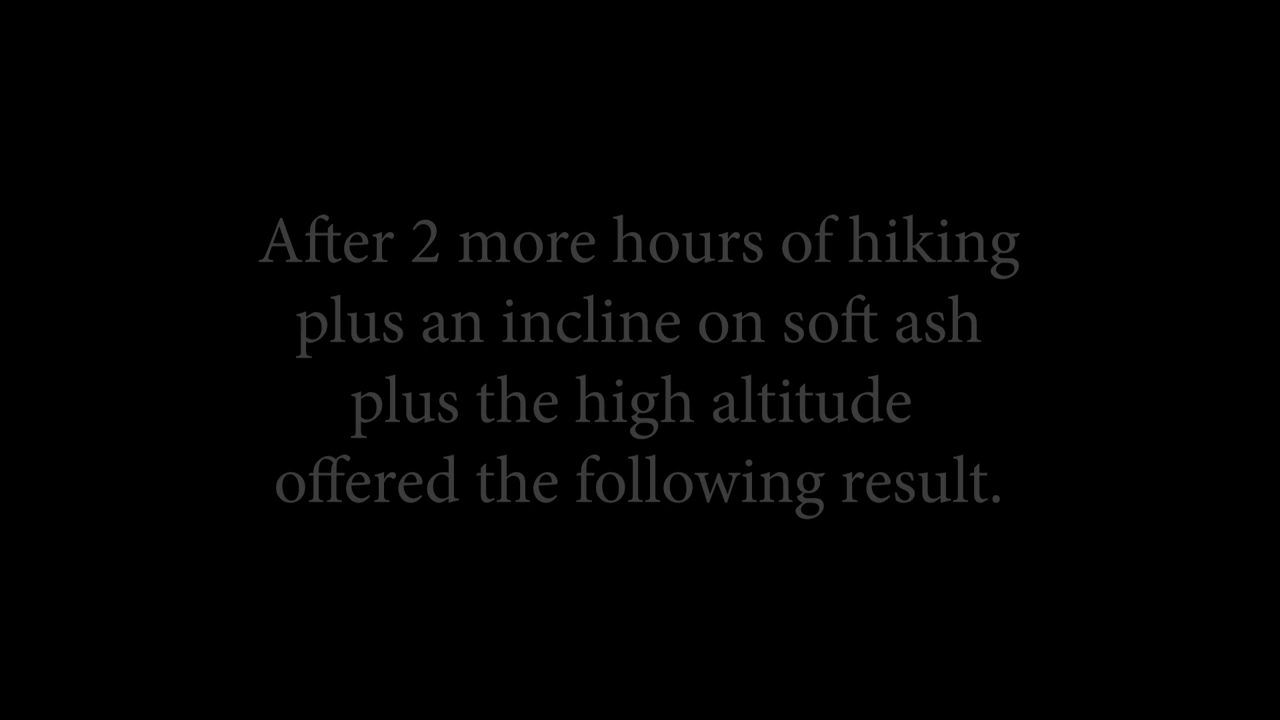 After 2 more hours of hiking
plus an incline on soft ash
plus the high altitude
offered the following result.